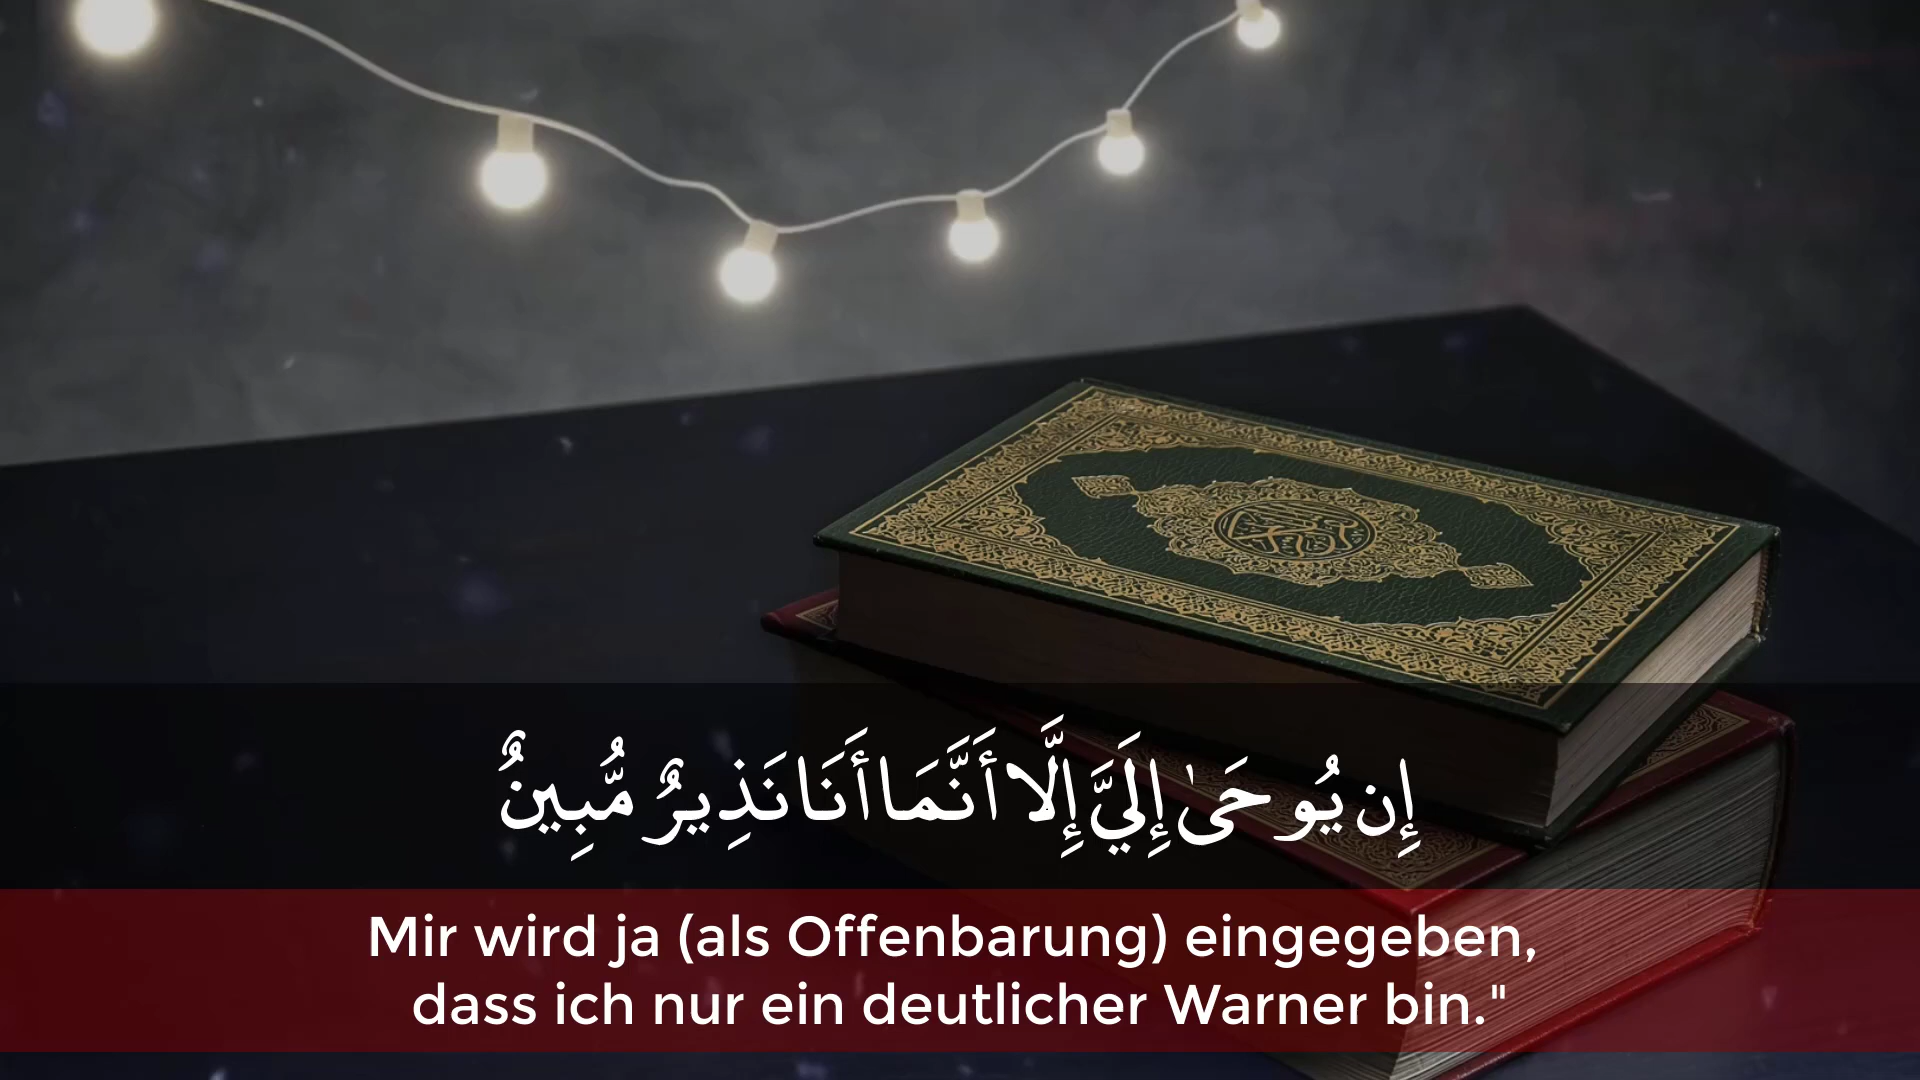 إِن يُوحَىٰ إِلَيَّ إِلَّا أَنَّمَا أَنَا نَذِيرٌ مُّبِينٌ
Mir wird ja (als Offenbarung) eingegeben,
dass ich nur ein deutlicher Warner bin."